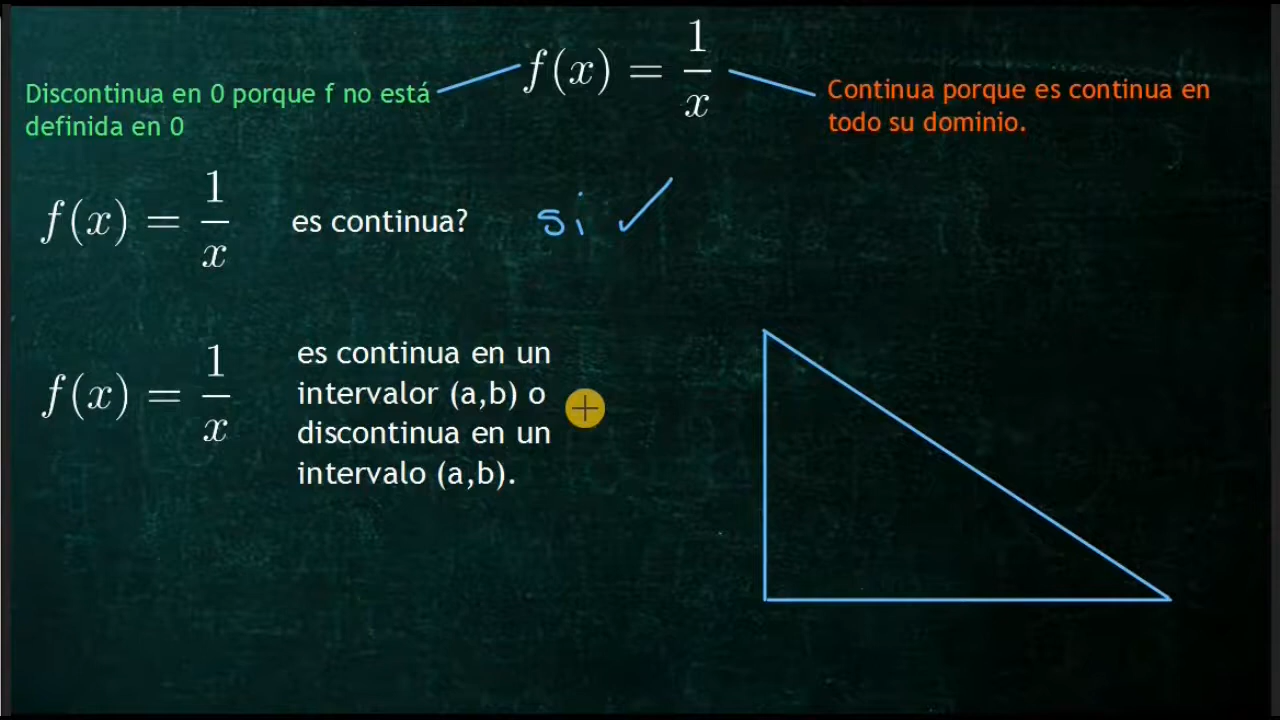 f(x) = 1/x
Discontinua en 0 porque f no está
definida en 0
Continua porque es continua en
todo su dominio.
f(x) = 1/x es continua? si ✓
f(x) = 1/x
es continua en un
intervalor (a,b) o
discontinua en un
intervalo (a,b).